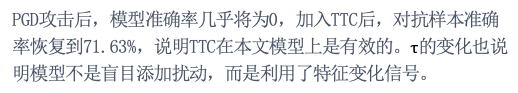 PGD攻击后，模型准确率几乎将为0，加入TTC后，对抗样本准确
率恢复到71.63%，说明TTC在本文模型上是有效的。τ的变化也说
明模型不是盲目添加扰动，而是利用了特征变化信号。